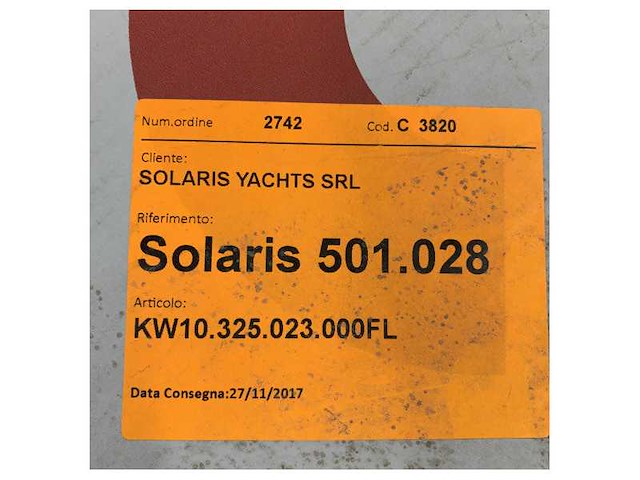 Num.ordine 2742 Cod. C 3820
Cliente:
SOLARIS YACHTS SRL
Riferimento:
Solaris 501.028
Articolo:
KW10.325.023.000FL
Data Consegna:27/11/2017